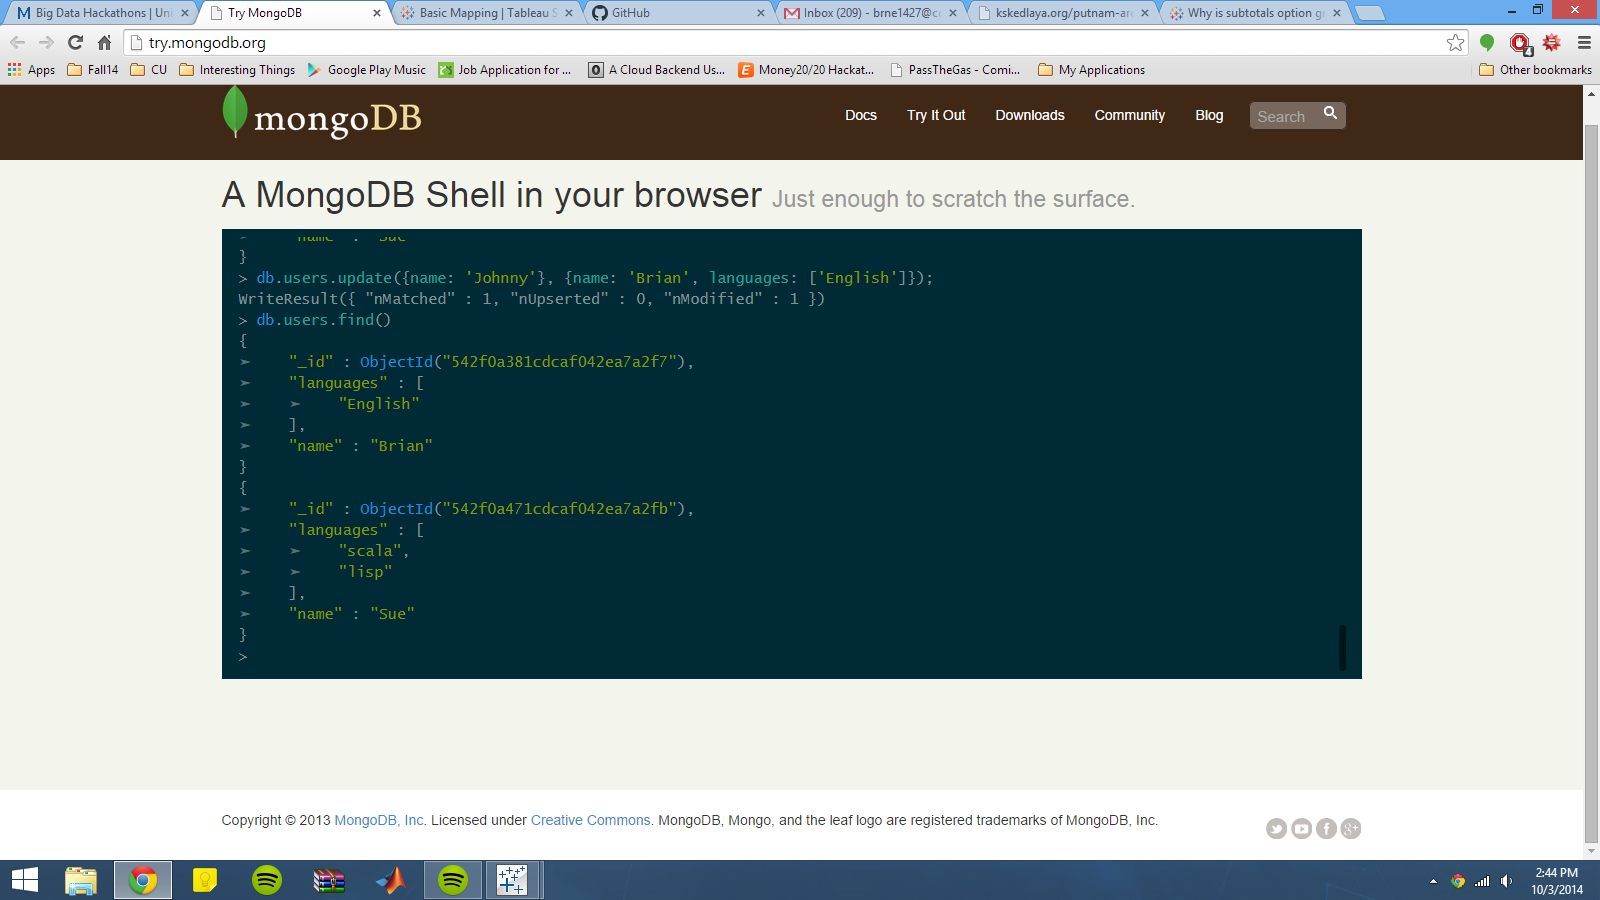 Big Data Hackathons | Uni
Try MongoDB
Basic Mapping | Tableau S
GitHub
Inbox (209) - brne1427@c
kskedlaya.org/putnam-ar
Why is subtotals option gr
try.mongodb.org
4
Apps
Fall14
CU
Interesting Things
Google Play Music
Job Application for ...
A Cloud Backend Us...
Money20/20 Hackat...
PassTheGas - Comi...
My Applications
Other bookmarks
mongoDB
Docs
Try It Out
Downloads
Community
Blog
Search
A MongoDB Shell in your browser Just enough to scratch the surface.
"name" : "Sue"
}
> db.users.update({name: 'Johnny'}, {name: 'Brian', languages: ['English']});
WriteResult({ "nMatched" : 1, "nUpserted" : 0, "nModified" : 1 })
> db.users.find()
{
"_id" : ObjectId("542f0a381cdcaf042ea7a2f7"),
"languages" : [
"English"
],
"name" : "Brian"
}
{
"_id" : ObjectId("542f0a471cdcaf042ea7a2fb"),
"languages" : [
"scala",
"lisp"
],
"name" : "Sue"
}
>
Copyright © 2013 MongoDB, Inc. Licensed under Creative Commons. MongoDB, Mongo, and the leaf logo are registered trademarks of MongoDB, Inc.
2:44 PM
10/3/2014